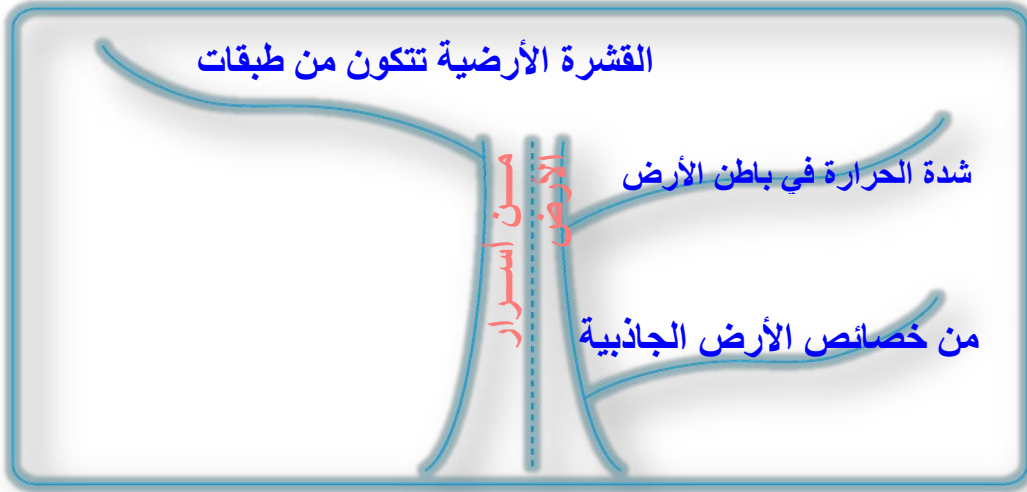 القشرة الأرضية تتكون من طبقات
من أسرار
الأرض
شدة الحرارة في باطن الأرض
من خصائص الأرض الجاذبية